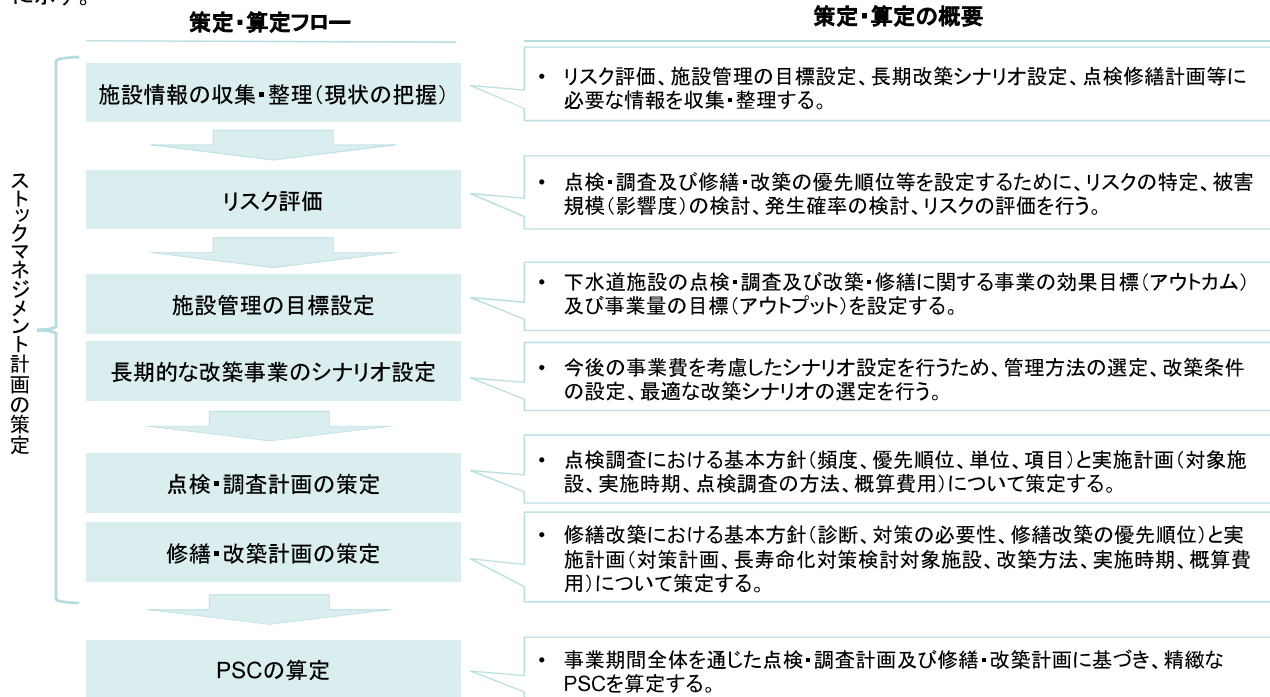 に示す。
策定・算定フロー
策定・算定の概要
ストックマネジメント計画の策定
施設情報の収集・整理(現状の把握)
• リスク評価、施設管理の目標設定、長期改築シナリオ設定、点検修繕計画等に
必要な情報を収集・整理する。
リスク評価
• 点検・調査及び修繕・改築の優先順位等を設定するために、リスクの特定、被害
規模(影響度)の検討、発生確率の検討、リスクの評価を行う。
施設管理の目標設定
• 下水道施設の点検・調査及び改築・修繕に関する事業の効果目標(アウトカム)
及び事業量の目標(アウトプット)を設定する。
長期的な改築事業のシナリオ設定
• 今後の事業費を考慮したシナリオ設定を行うため、管理方法の選定、改築条件
の設定、最適な改築シナリオの選定を行う。
点検・調査計画の策定
• 点検調査における基本方針(頻度、優先順位、単位、項目)と実施計画(対象施
設、実施時期、点検調査の方法、概算費用)について策定する。
修繕・改築計画の策定
• 修繕改築における基本方針(診断、対策の必要性、修繕改築の優先順位)と実
施計画(対策計画、長寿命化対策検討対象施設、改築方法、実施時期、概算費
用)について策定する。
PSCの算定
• 事業期間全体を通じた点検・調査計画及び修繕・改築計画に基づき、精緻な
PSCを算定する。